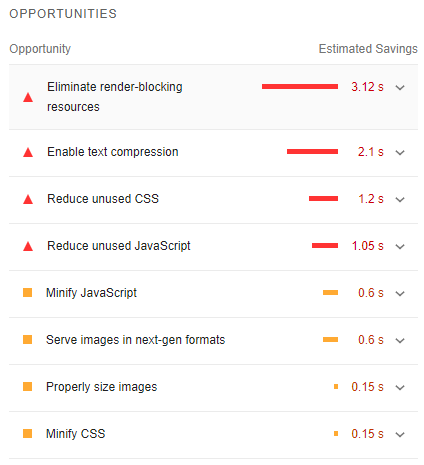 OPPORTUNITIES
Opportunity Estimated Savings
Eliminate render-blocking
resources
3.12 s
Enable text compression 2.1 s
Reduce unused CSS 1.2 s
Reduce unused JavaScript 1.05 s
Minify JavaScript 0.6 s
Serve images in next-gen formats 0.6 s
Properly size images 0.15 s
Minify CSS 0.15 s